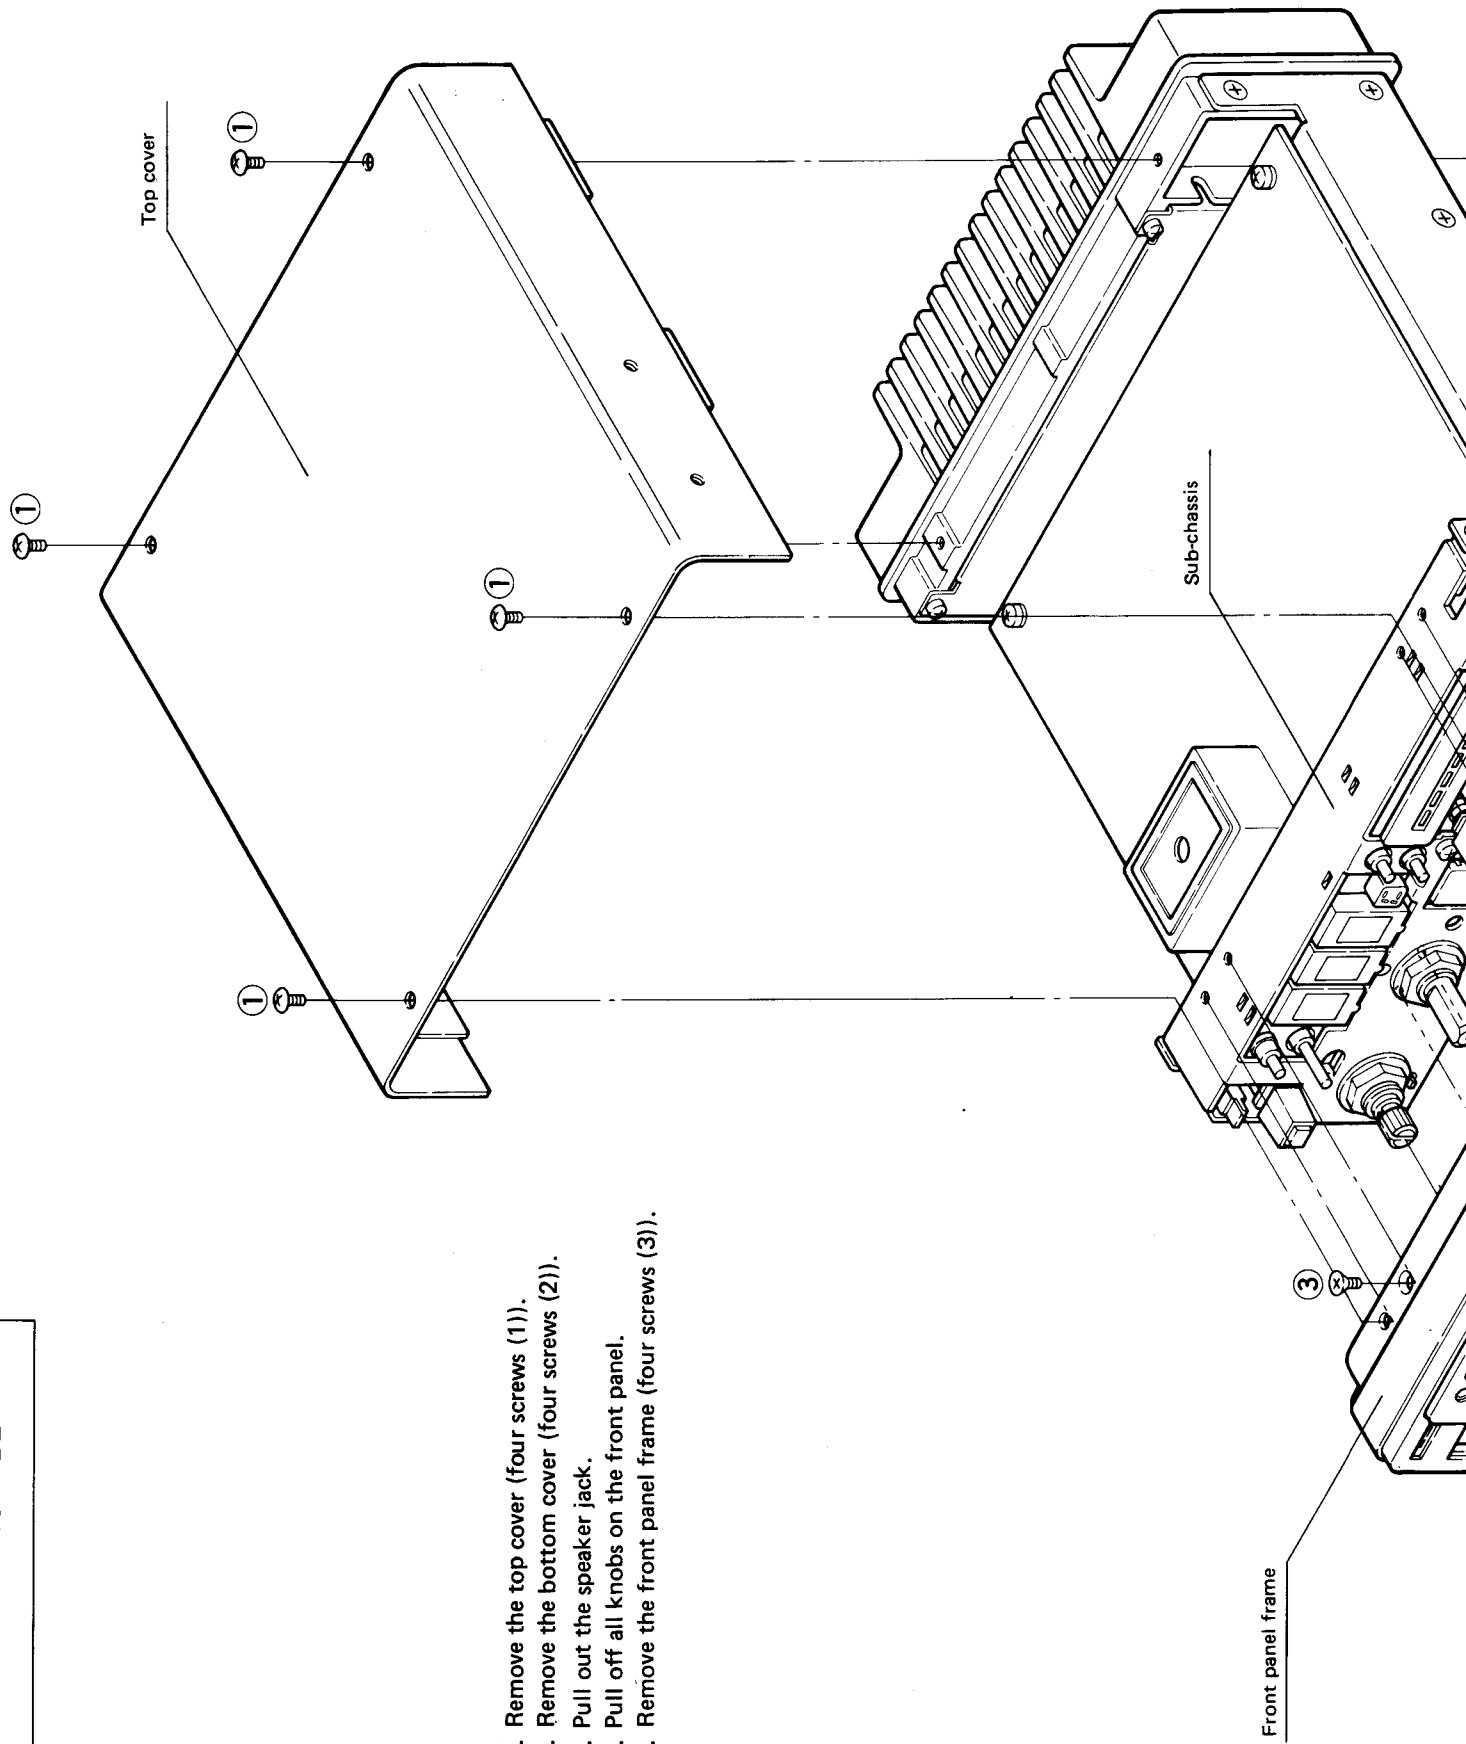 Top cover
①
①
①
①
Sub-chassis
. Remove the top cover (four screws (1)).
. Remove the bottom cover (four screws (2)).
. Pull out the speaker jack.
. Pull off all knobs on the front panel.
. Remove the front panel frame (four screws (3)).
③
Front panel frame